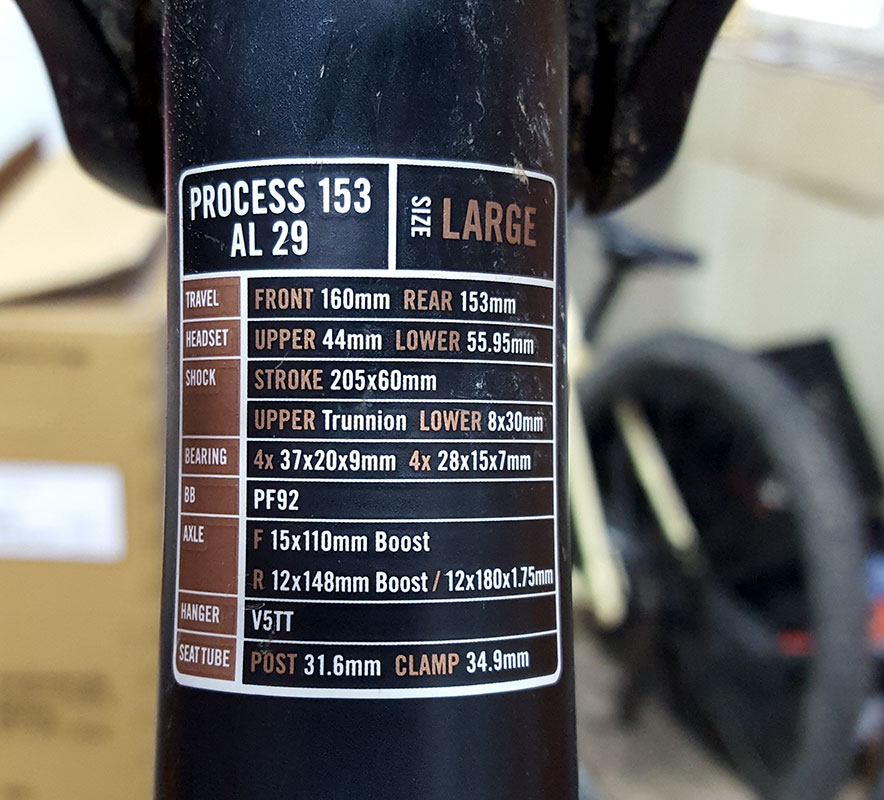 PROCESS 153
AL 29
SIZE LARGE
TRAVEL FRONT 160mm REAR 153mm
HEADSET UPPER 44mm LOWER 55.95mm
SHOCK STROKE 205x60mm
UPPER Trunnion LOWER 8x30mm
BEARING 4x 37x20x9mm 4x 28x15x7mm
BB PF92
AXLE F 15x110mm Boost
R 12x148mm Boost / 12x180x1.75mm
HANGER V5TT
SEAT TUBE POST 31.6mm CLAMP 34.9mm